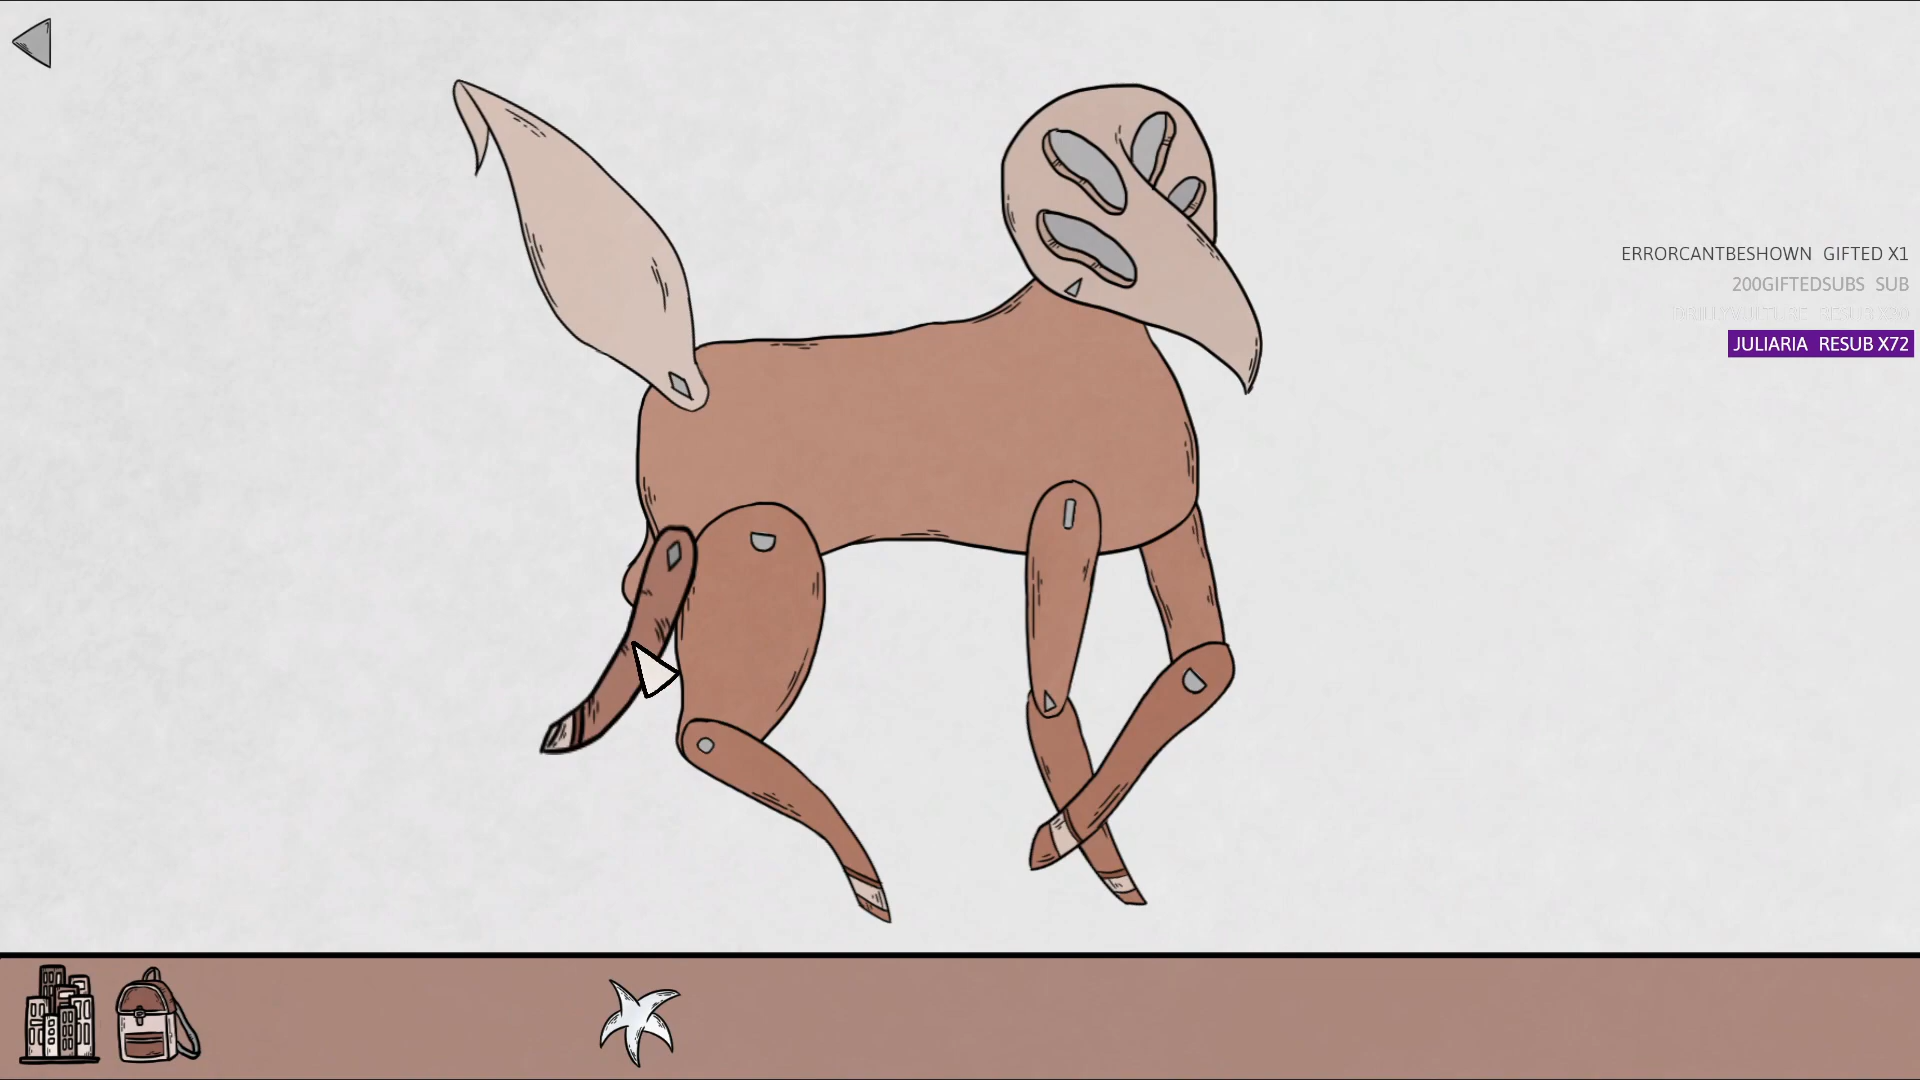 ERRORCANTBESHOWN GIFTED X1
200GIFTEDSUBS SUB
JULIARIA RESUB X72